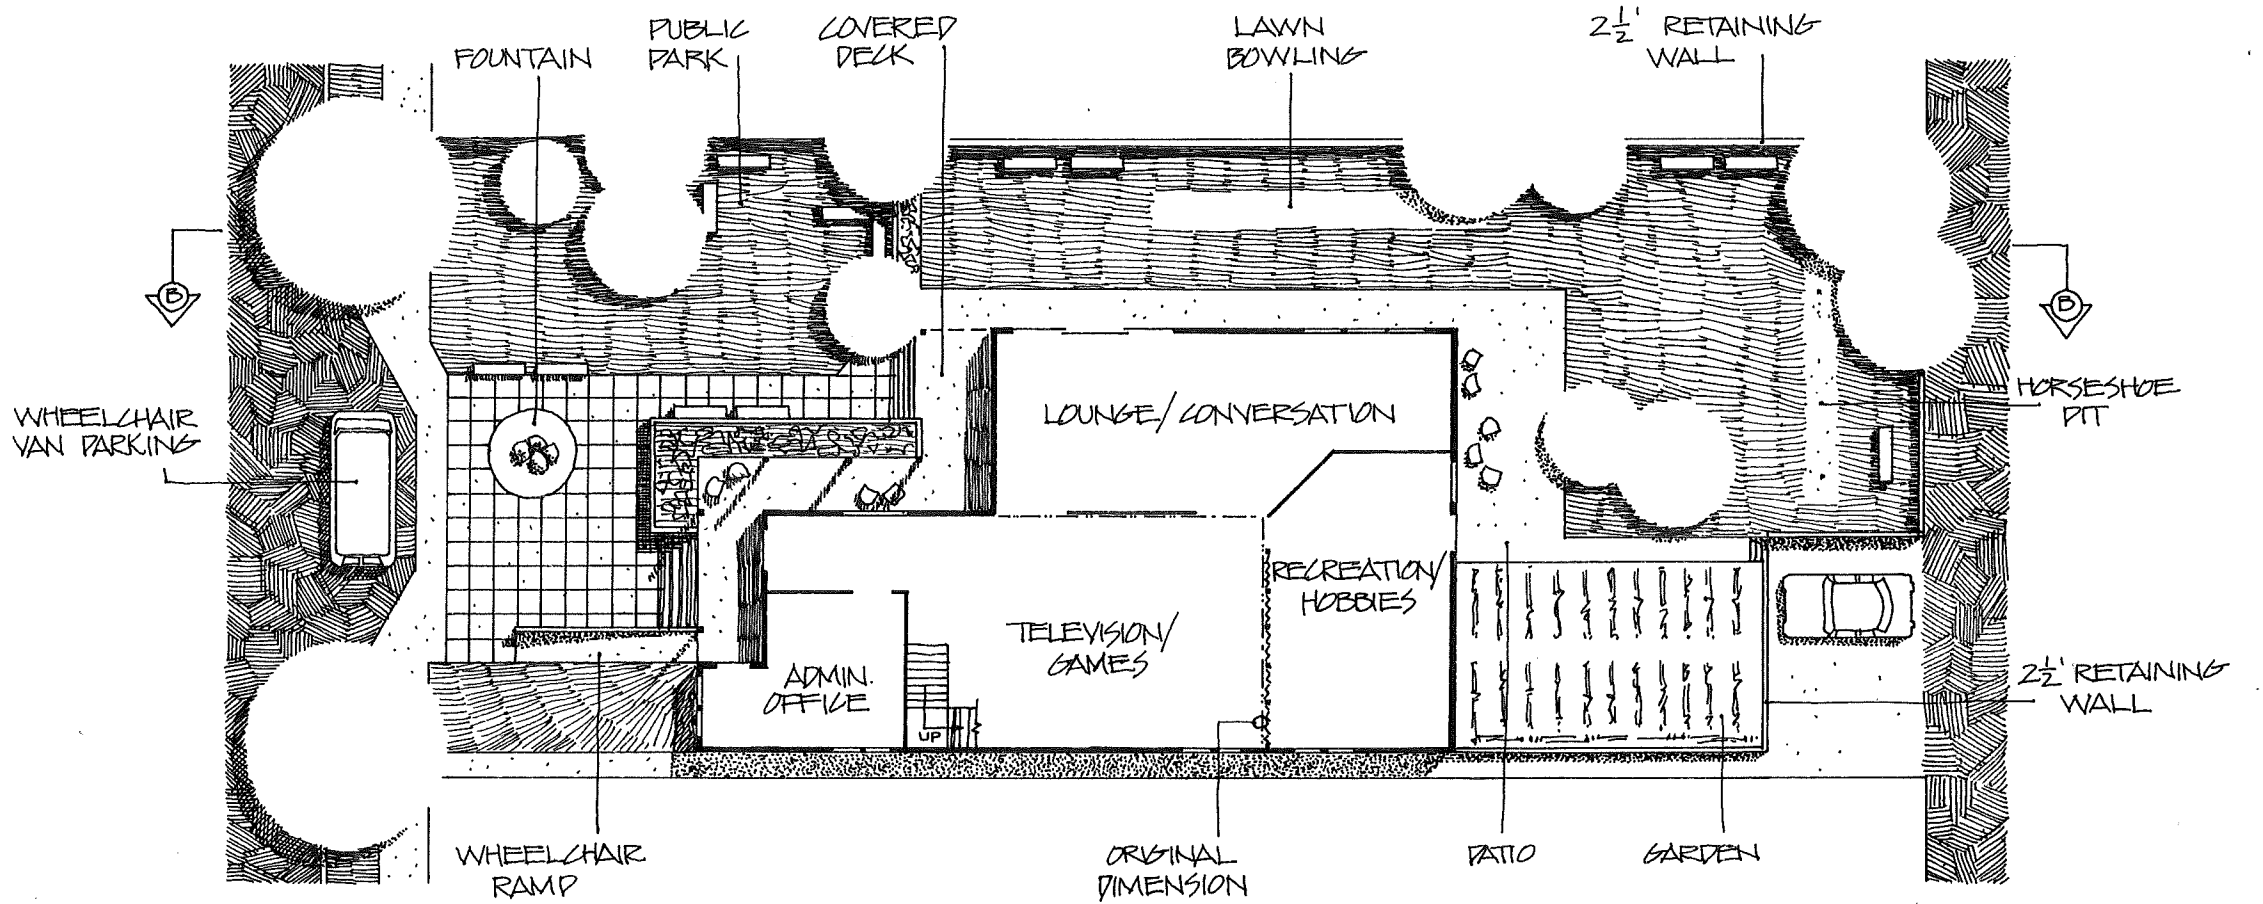 FOUNTAIN
PUBLIC
PARK
COVERED
DECK
LAWN
BOWLING
2½' RETAINING
WALL
B
B
WHEELCHAIR
VAN PARKING
HORSESHOE
PIT
LOUNGE/CONVERSATION
RECREATION/
HOBBIES
TELEVISION/
GAMES
ADMIN.
OFFICE
UP
2½' RETAINING
WALL
WHEELCHAIR
RAMP
ORIGINAL
DIMENSION
PATIO
GARDEN